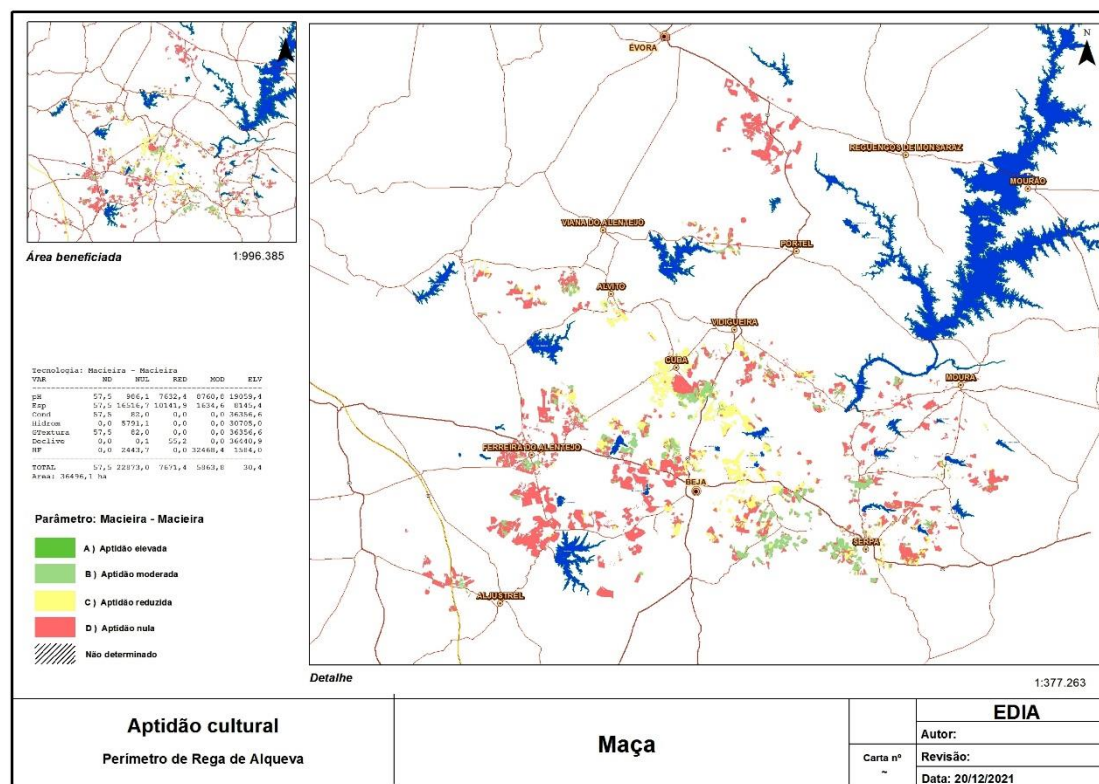 N
Área beneficiada
1:996.385
Tecnologia: Macieira - Macieira
VAR ND NUL RED MOD ELV
pH 57,5 986,1 7632,4 8760,8 19059,4
Esp 57,5 16516,7 10141,9 1634,6 8145,4
Cond 57,5 82,0 0,0 0,0 36356,6
Hidrom 0,0 5791,1 0,0 0,0 30705,0
GTextura 57,5 82,0 0,0 0,0 36356,6
Declive 0,0 0,1 55,2 0,0 36440,9
HF 0,0 2443,7 0,0 32468,4 1584,0
TOTAL 57,5 22873,0 7671,4 5863,8 30,4
Area: 36496,1 ha
Parâmetro: Macieira - Macieira
A ) Aptidão elevada
B ) Aptidão moderada
C ) Aptidão reduzida
D ) Aptidão nula
Não determinado
N
ÉVORA
REGUENGOS DE MONSARAZ
MOURÃO
VIANA DO ALENTEJO
PORTEL
ALVITO
VIDIGUEIRA
CUBA
MOURA
FERREIRA DO ALENTEJO
BEJA
SERPA
ALJUSTREL
Detalhe
1:377.263
Aptidão cultural
Perímetro de Rega de Alqueva
Maça
Carta nº
~
EDIA
Autor:
Revisão:
Data: 20/12/2021